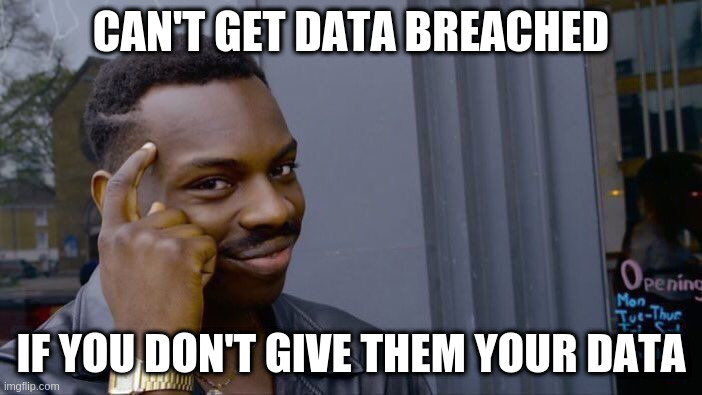 CAN'T GET DATA BREACHED
Opening
Mon
Tue-Thur
IF YOU DON'T GIVE THEM YOUR DATA
imgflip.com